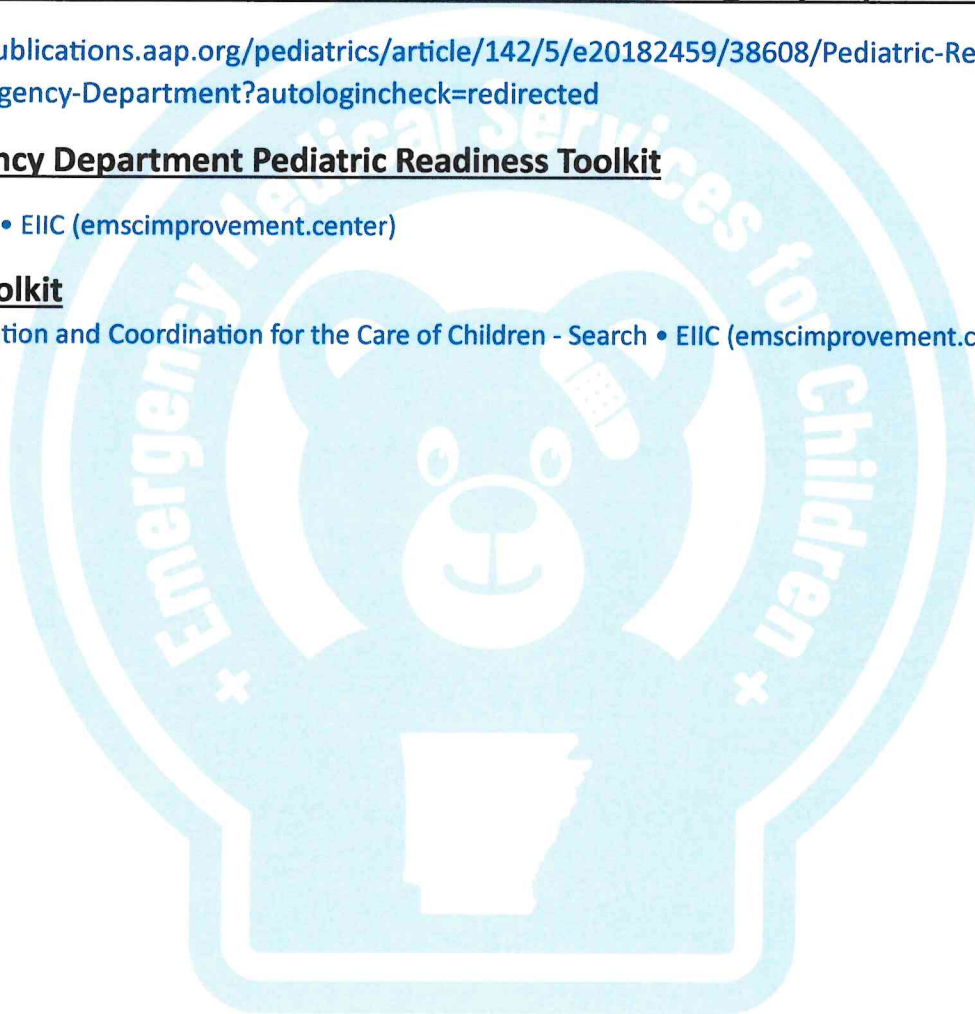 ublications.aap.org/pediatrics/article/142/5/e20182459/38608/Pediatric-Re
gency-Department?autologincheck=redirected
ncy Department Pediatric Readiness Toolkit
• EIIC (emscimprovement.center)
olkit
tion and Coordination for the Care of Children - Search • EIIC (emscimprovement.c
Emergency Medical Services for Children